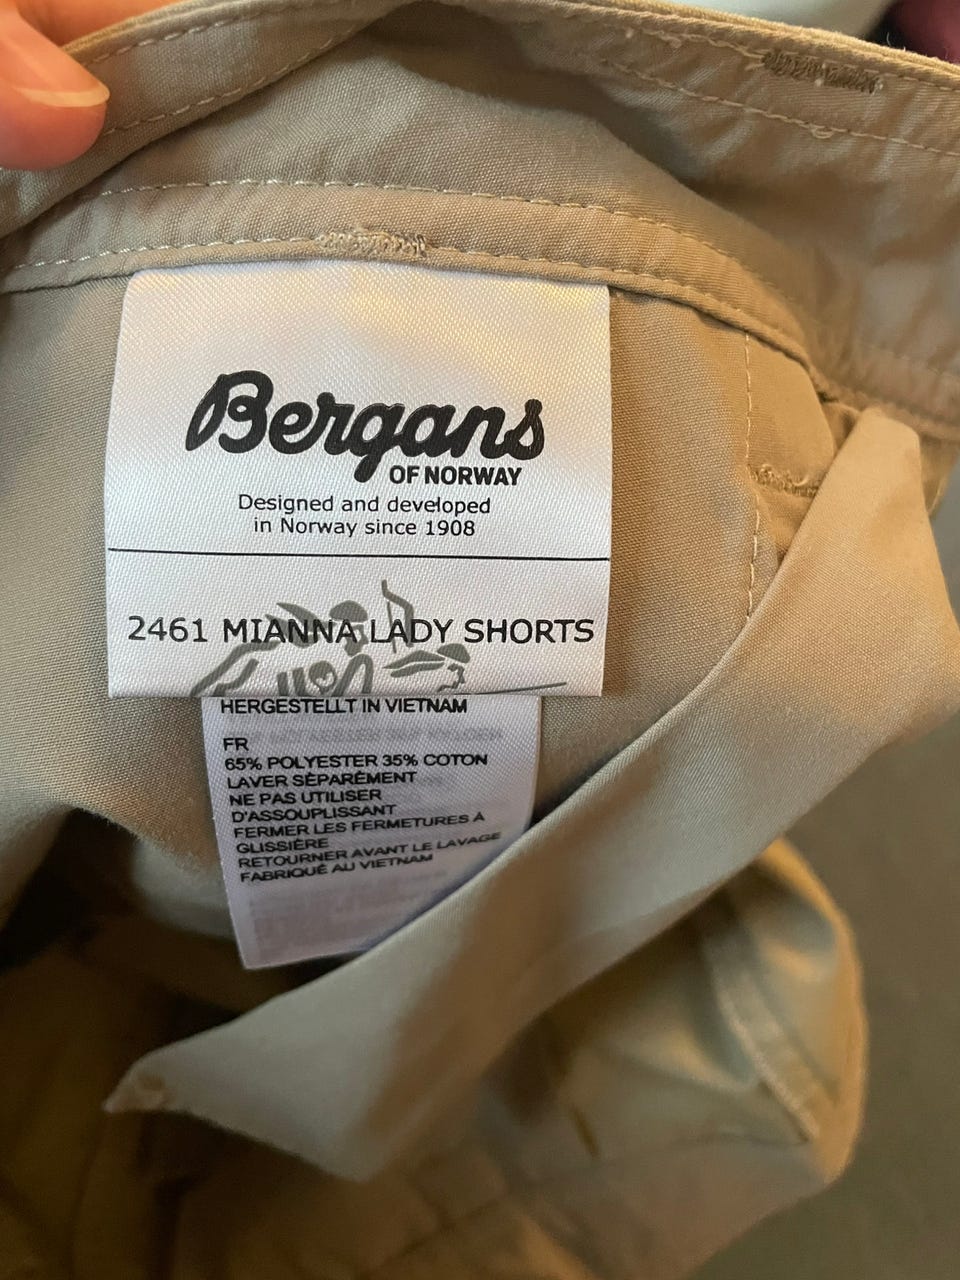 Bergans
OF NORWAY
Designed and developed
in Norway since 1908
2461 MIANNA LADY SHORTS
HERGESTELLT IN VIETNAM
FR
65% POLYESTER 35% COTON
LAVER SÉPARÉMENT
NE PAS UTILISER
D'ASSOUPLISSANT
FERMER LES FERMETURES À
GLISSIÈRE
RETOURNER AVANT LE LAVAGE
FABRIQUÉ AU VIETNAM